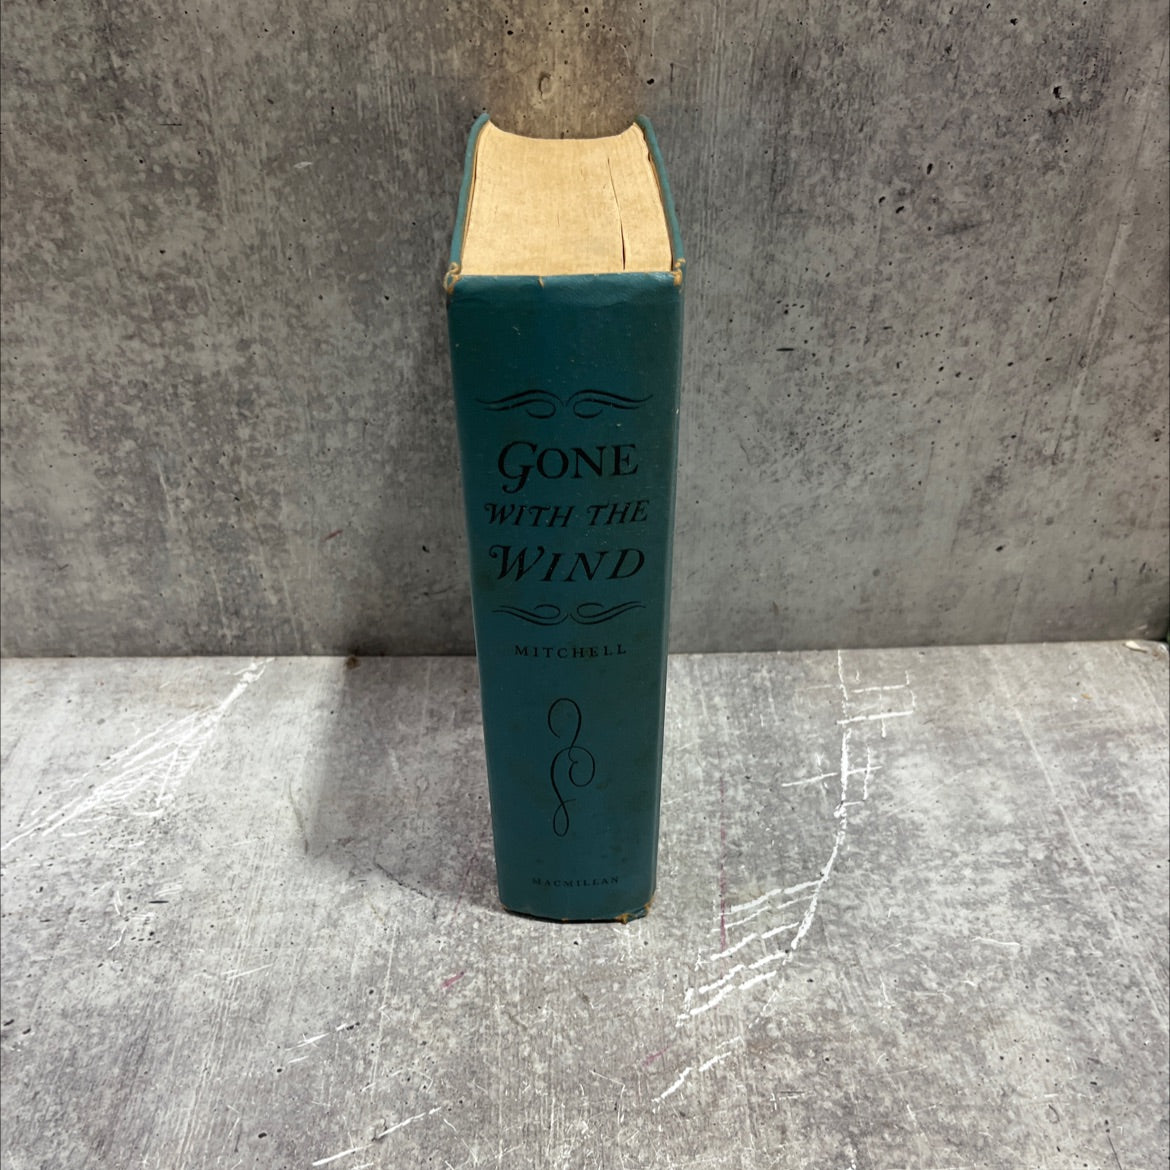 GONE
WITH THE
WIND
MITCHELL
MACMILLAN